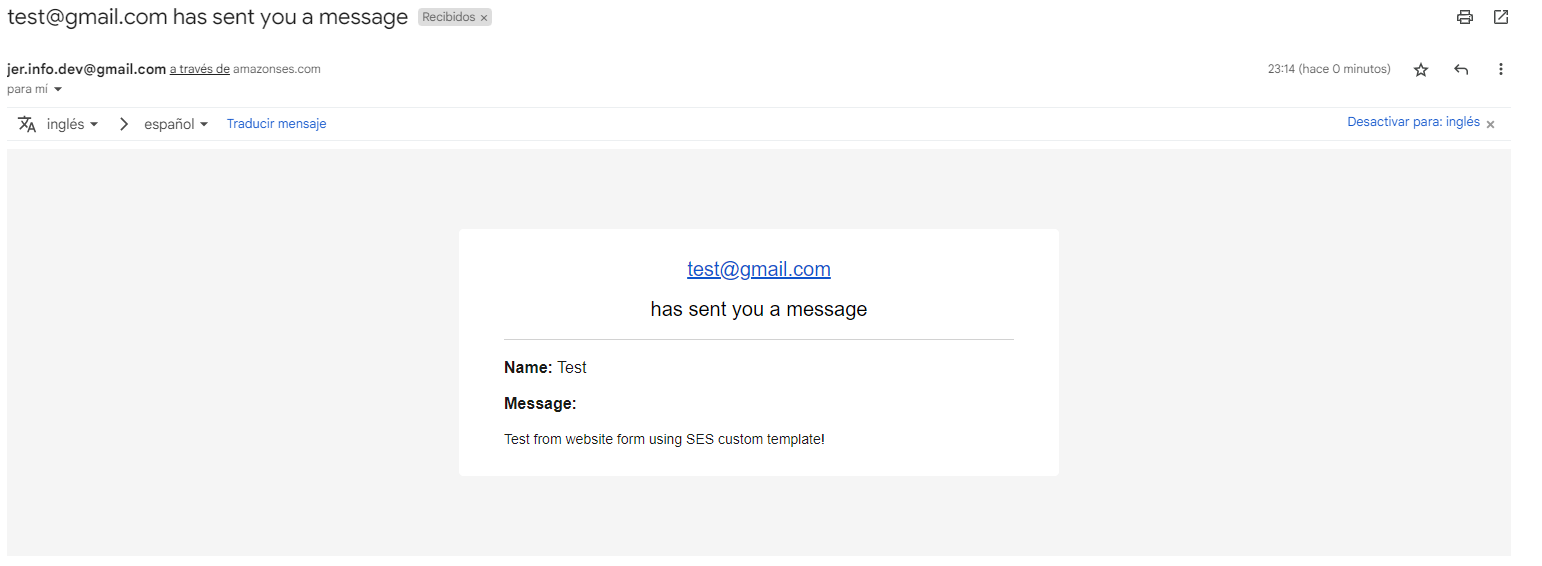 test@gmail.com has sent you a message Recibidos ×
jer.info.dev@gmail.com a través de amazonses.com 23:14 (hace 0 minutos)
para mí
inglés español Traducir mensaje Desactivar para: inglés ×
test@gmail.com
has sent you a message
Name: Test
Message:
Test from website form using SES custom template!